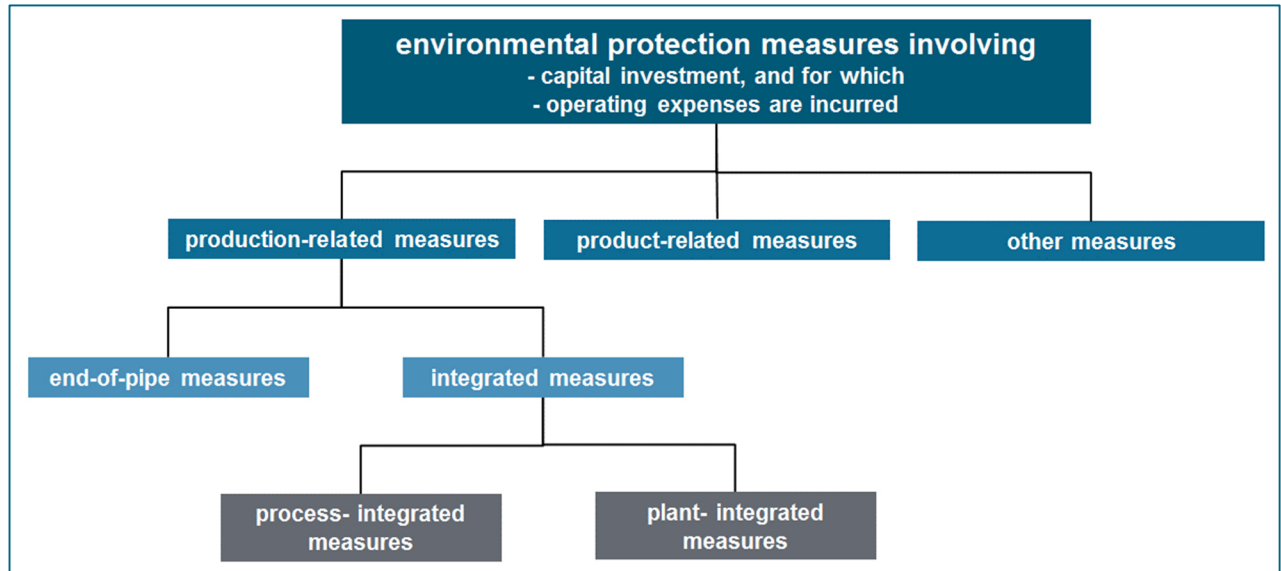 environmental protection measures involving
- capital investment, and for which
- operating expenses are incurred
production-related measures
product-related measures
other measures
end-of-pipe measures
integrated measures
process- integrated
measures
plant- integrated
measures